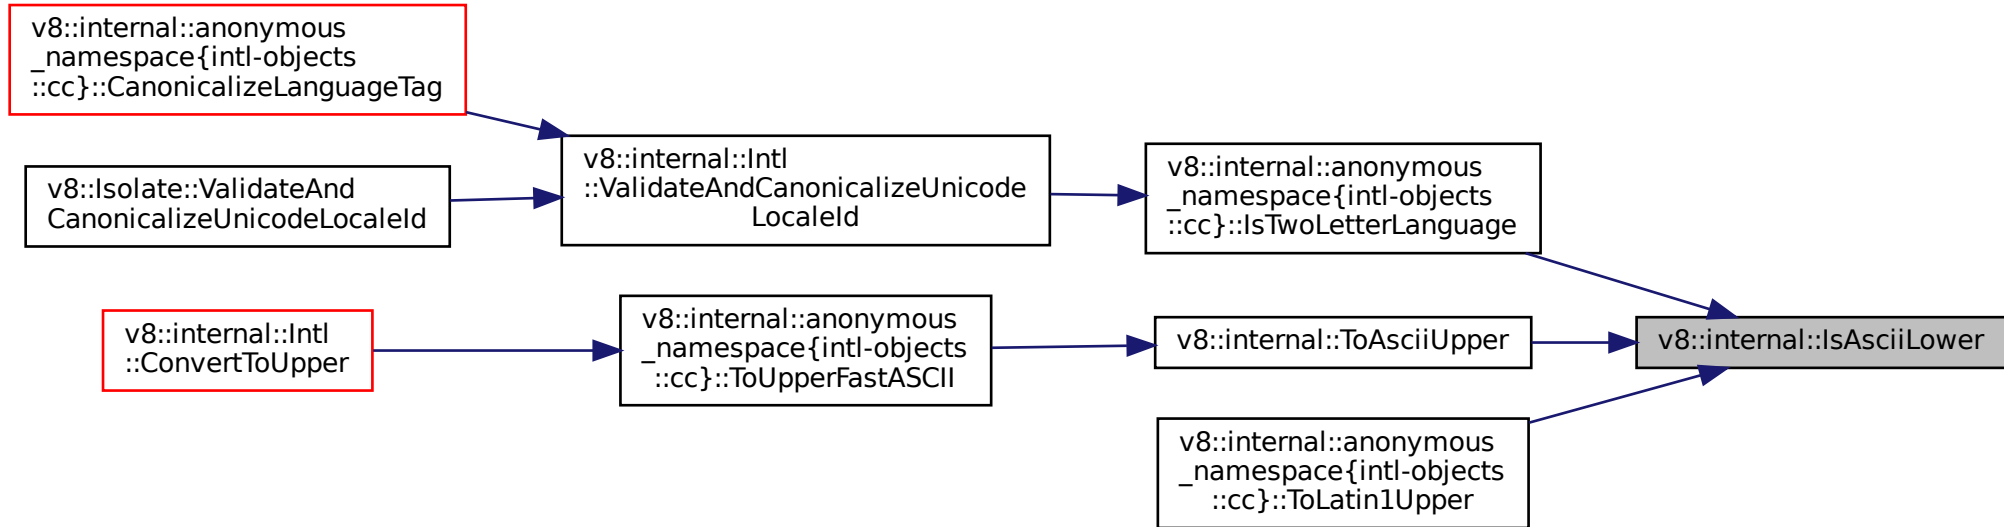 v8::internal::anonymous
_namespace{intl-objects
::cc}::CanonicalizeLanguageTag
v8::Isolate::ValidateAnd
CanonicalizeUnicodeLocaleId
v8::internal::Intl
::ConvertToUpper
v8::internal::Intl
::ValidateAndCanonicalizeUnicode
LocaleId
v8::internal::anonymous
_namespace{intl-objects
::cc}::ToUpperFastASCII
v8::internal::anonymous
_namespace{intl-objects
::cc}::IsTwoLetterLanguage
v8::internal::ToAsciiUpper
v8::internal::anonymous
_namespace{intl-objects
::cc}::ToLatin1Upper
v8::internal::IsAsciiLower